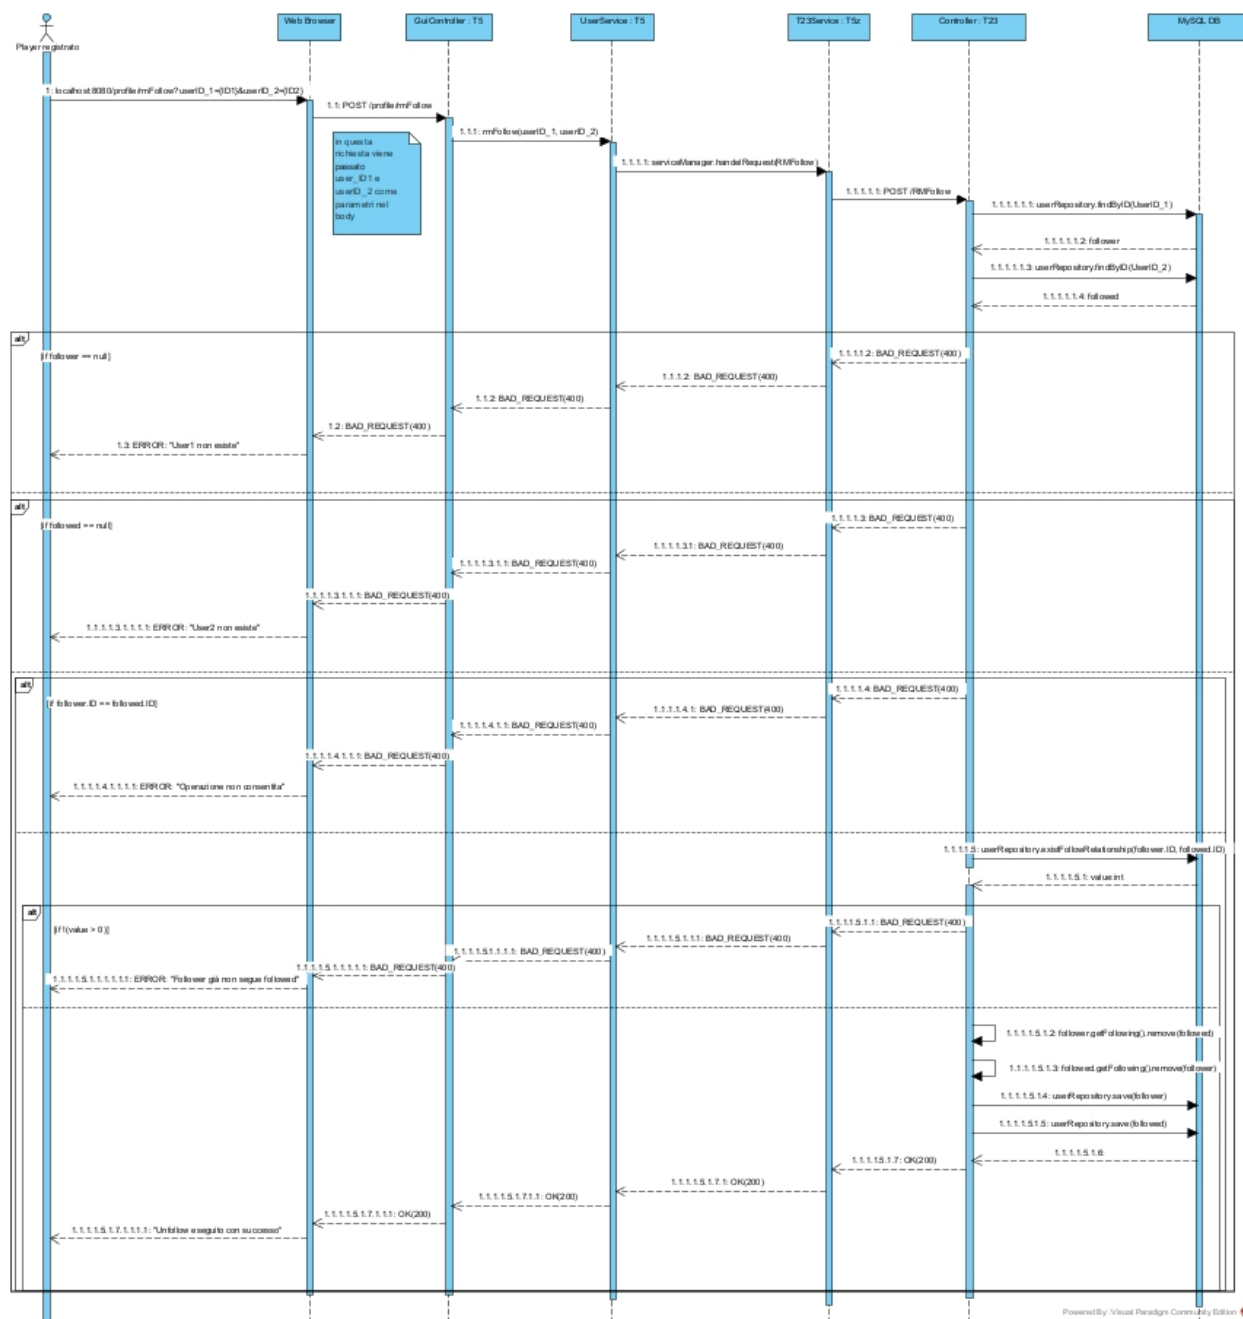 Web Browser
GuiController : T5
UserService : T5
T23Service : T5z
Controller : T23
MySQL DB
Player registrato
1: localhost:8080/profile/rmFollow?userID_1={ID1}&userID_2={ID2}
1.1: POST /profile/rmFollow
in questa
richiesta viene
passato
user_ID1 e
userID_2 come
parametri nel
body
1.1.1: rmFollow(userID_1, userID_2)
1.1.1.1: serviceManager.handelRequest(RMFollow)
1.1.1.1.1: POST /RMFollow
1.1.1.1.1.1: userRepository.findByID(UserID_1)
1.1.1.1.1.2: follower
1.1.1.1.1.3: userRepository.findByID(UserID_2)
1.1.1.1.1.4: followed
alt
[if follower == null]
1.1.1.1.2: BAD_REQUEST(400)
1.1.1.2: BAD_REQUEST(400)
1.1.2: BAD_REQUEST(400)
1.2: BAD_REQUEST(400)
1.3: ERROR: "User1 non esiste"
alt
[if followed == null]
1.1.1.1.3: BAD_REQUEST(400)
1.1.1.1.3.1: BAD_REQUEST(400)
1.1.1.1.3.1.1: BAD_REQUEST(400)
1.1.1.1.3.1.1.1: BAD_REQUEST(400)
1.1.1.1.3.1.1.1.1: ERROR: "User2 non esiste"
alt
[if follower.ID == followed.ID]
1.1.1.1.4: BAD_REQUEST(400)
1.1.1.1.4.1: BAD_REQUEST(400)
1.1.1.1.4.1.1: BAD_REQUEST(400)
1.1.1.1.4.1.1.1: BAD_REQUEST(400)
1.1.1.1.4.1.1.1.1: ERROR: "Operazione non consentita"
1.1.1.1.5: userRepository.existFollowRelationship(follower.ID, followed.ID)
1.1.1.1.5.1: value:int
alt
[if !(value > 0)]
1.1.1.1.5.1.1: BAD_REQUEST(400)
1.1.1.1.5.1.1.1: BAD_REQUEST(400)
1.1.1.1.5.1.1.1.1: BAD_REQUEST(400)
1.1.1.1.5.1.1.1.1.1: BAD_REQUEST(400)
1.1.1.1.5.1.1.1.1.1.1: ERROR: "Follower già non segue followed"
1.1.1.1.5.1.2: follower.getFollowing().remove(followed)
1.1.1.1.5.1.3: followed.getFollowing().remove(follower)
1.1.1.1.5.1.4: userRepository.save(follower)
1.1.1.1.5.1.5: userRepository.save(followed)
1.1.1.1.5.1.6:
1.1.1.1.5.1.7: OK(200)
1.1.1.1.5.1.7.1: OK(200)
1.1.1.1.5.1.7.1.1: OK(200)
1.1.1.1.5.1.7.1.1.1: OK(200)
1.1.1.1.5.1.7.1.1.1.1: "Unfollow eseguito con successo"
Powered By: Visual Paradigm Community Edition